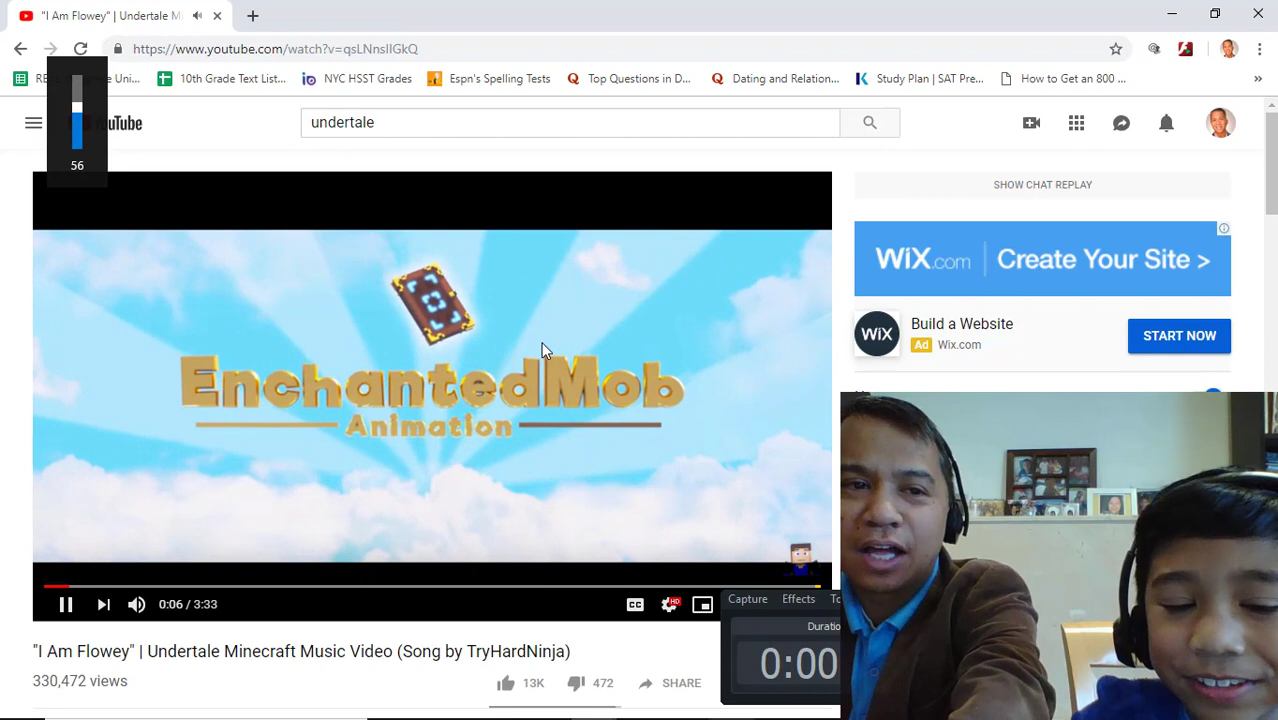 "I Am Flowey" | Undertale M
https://www.youtube.com/watch?v=qsLNnsIIGkQ
10th Grade Text List...
NYC HSST Grades
Espn's Spelling Tests
Top Questions in D...
Dating and Relation...
Study Plan | SAT Pre...
How to Get an 800 ...
»
56
undertale
SHOW CHAT REPLAY
WiX.com | Create Your Site >
WiX
Build a Website
Ad Wix.com
START NOW
EnchantedMob
Animation
0:06 / 3:33
CC
HD
Capture Effects
Duratio
0:00
"I Am Flowey" | Undertale Minecraft Music Video (Song by TryHardNinja)
330,472 views
13K
472
SHARE